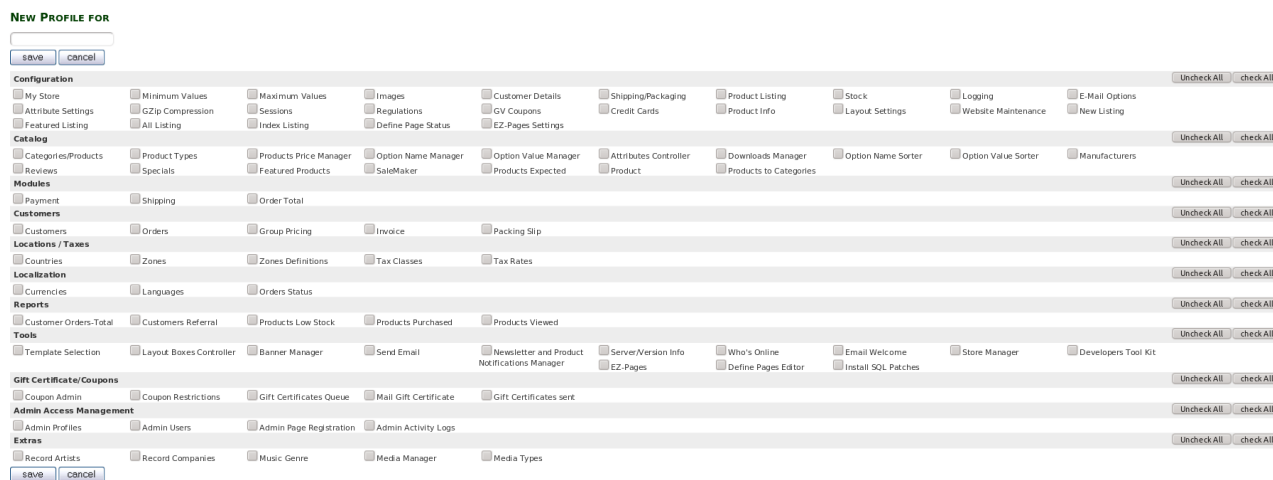 NEW PROFILE FOR
save cancel
Configuration Uncheck All check All
My Store Minimum Values Maximum Values Images Customer Details Shipping/Packaging Product Listing Stock Logging E-Mail Options
Attribute Settings GZip Compression Sessions Regulations GV Coupons Credit Cards Product Info Layout Settings Website Maintenance New Listing
Featured Listing All Listing Index Listing Define Page Status EZ-Pages Settings
Catalog Uncheck All check All
Categories/Products Product Types Products Price Manager Option Name Manager Option Value Manager Attributes Controller Downloads Manager Option Name Sorter Option Value Sorter Manufacturers
Reviews Specials Featured Products SaleMaker Products Expected Product Products to Categories
Modules Uncheck All check All
Payment Shipping Order Total
Customers Uncheck All check All
Customers Orders Group Pricing Invoice Packing Slip
Locations / Taxes Uncheck All check All
Countries Zones Zones Definitions Tax Classes Tax Rates
Localization Uncheck All check All
Currencies Languages Orders Status
Reports Uncheck All check All
Customer Orders-Total Customers Referral Products Low Stock Products Purchased Products Viewed
Tools Uncheck All check All
Template Selection Layout Boxes Controller Banner Manager Send Email Newsletter and Product Server/Version Info Who's Online Email Welcome Store Manager Developers Tool Kit
Notifications Manager EZ-Pages Define Pages Editor Install SQL Patches
Gift Certificate/Coupons Uncheck All check All
Coupon Admin Coupon Restrictions Gift Certificates Queue Mail Gift Certificate Gift Certificates sent
Admin Access Management Uncheck All check All
Admin Profiles Admin Users Admin Page Registration Admin Activity Logs
Extras Uncheck All check All
Record Artists Record Companies Music Genre Media Manager Media Types
save cancel